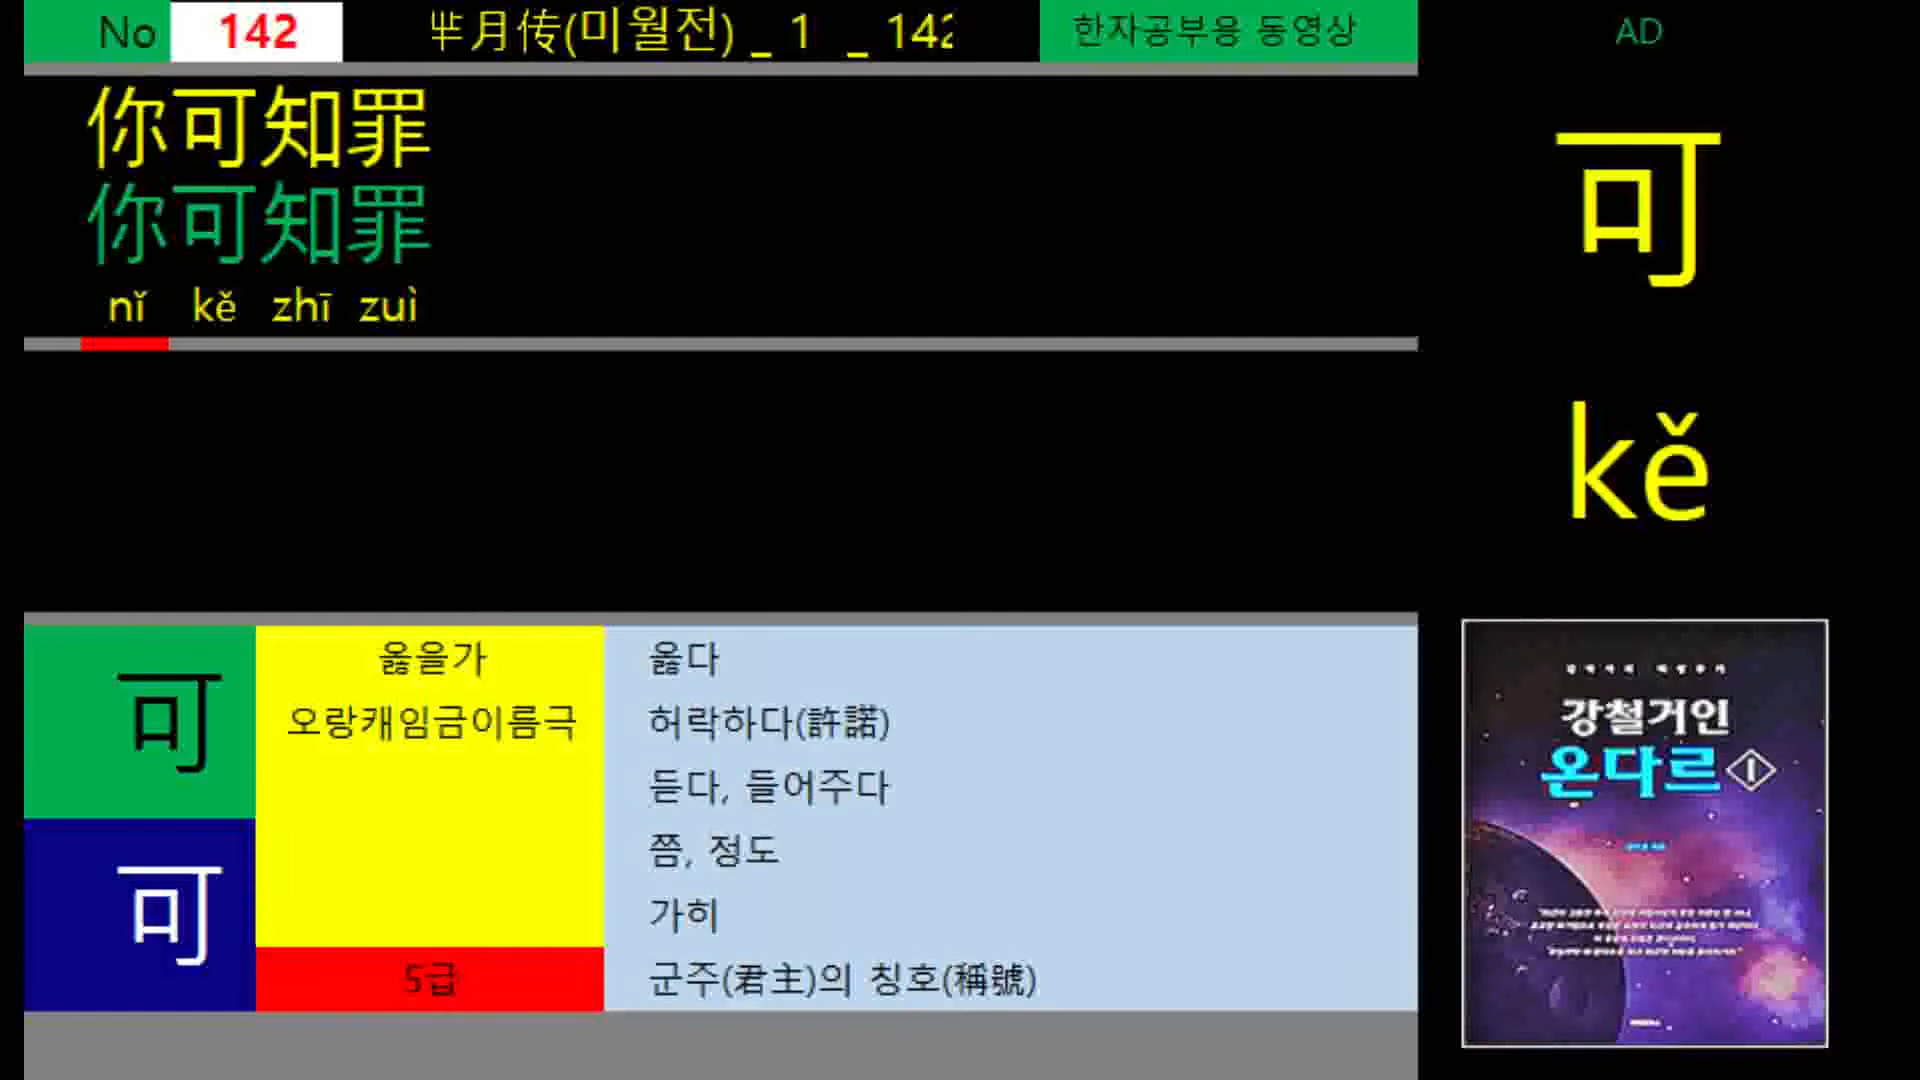 No 142 芈月传(미월전) _ 1 _ 142 한자공부용 동영상 AD
你可知罪
你可知罪
nǐ kě zhī zuì
可
kě
可
可
옳을가
오랑캐임금이름극
5급
옳다
허락하다(許諾)
듣다, 들어주다
쯤, 정도
가히
군주(君主)의 칭호(稱號)
강철거인
온다르 1